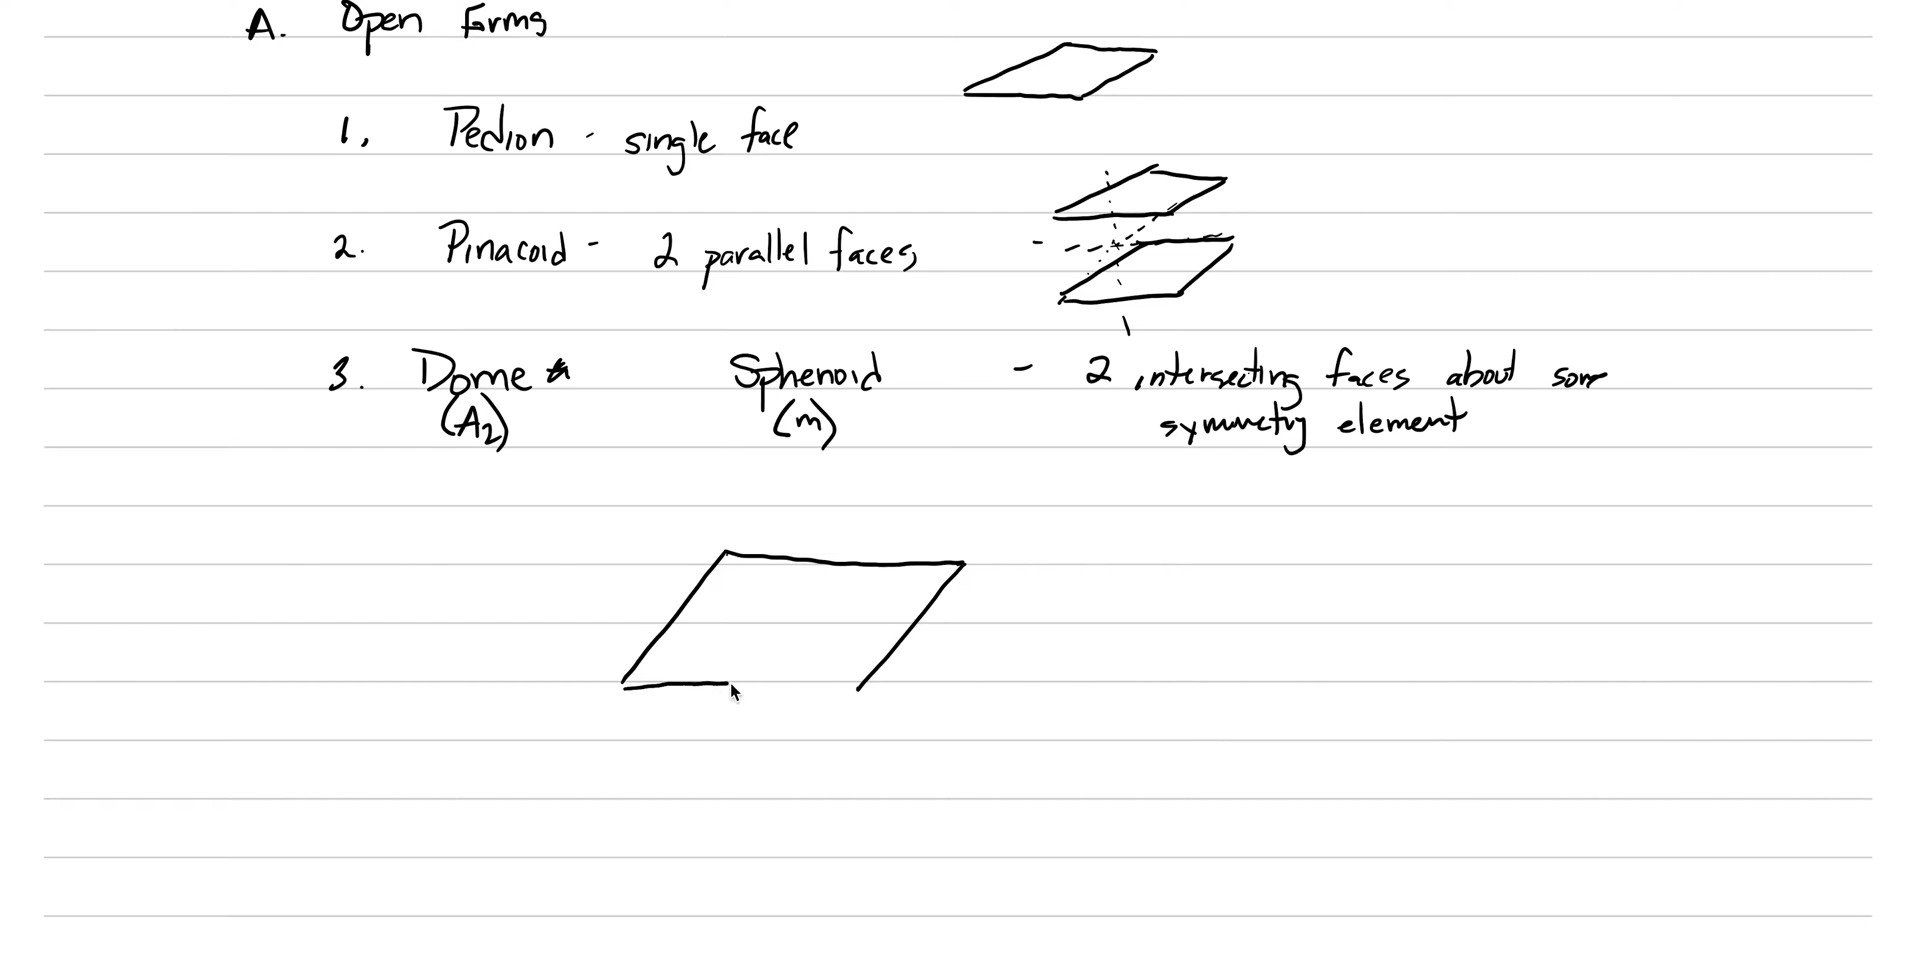 A. Open Forms
1. Pedion - single face
2. Pinacoid - 2 parallel faces
3. Dome Sphenoid - 2 intersecting faces about some
(A2) (m) symmetry element